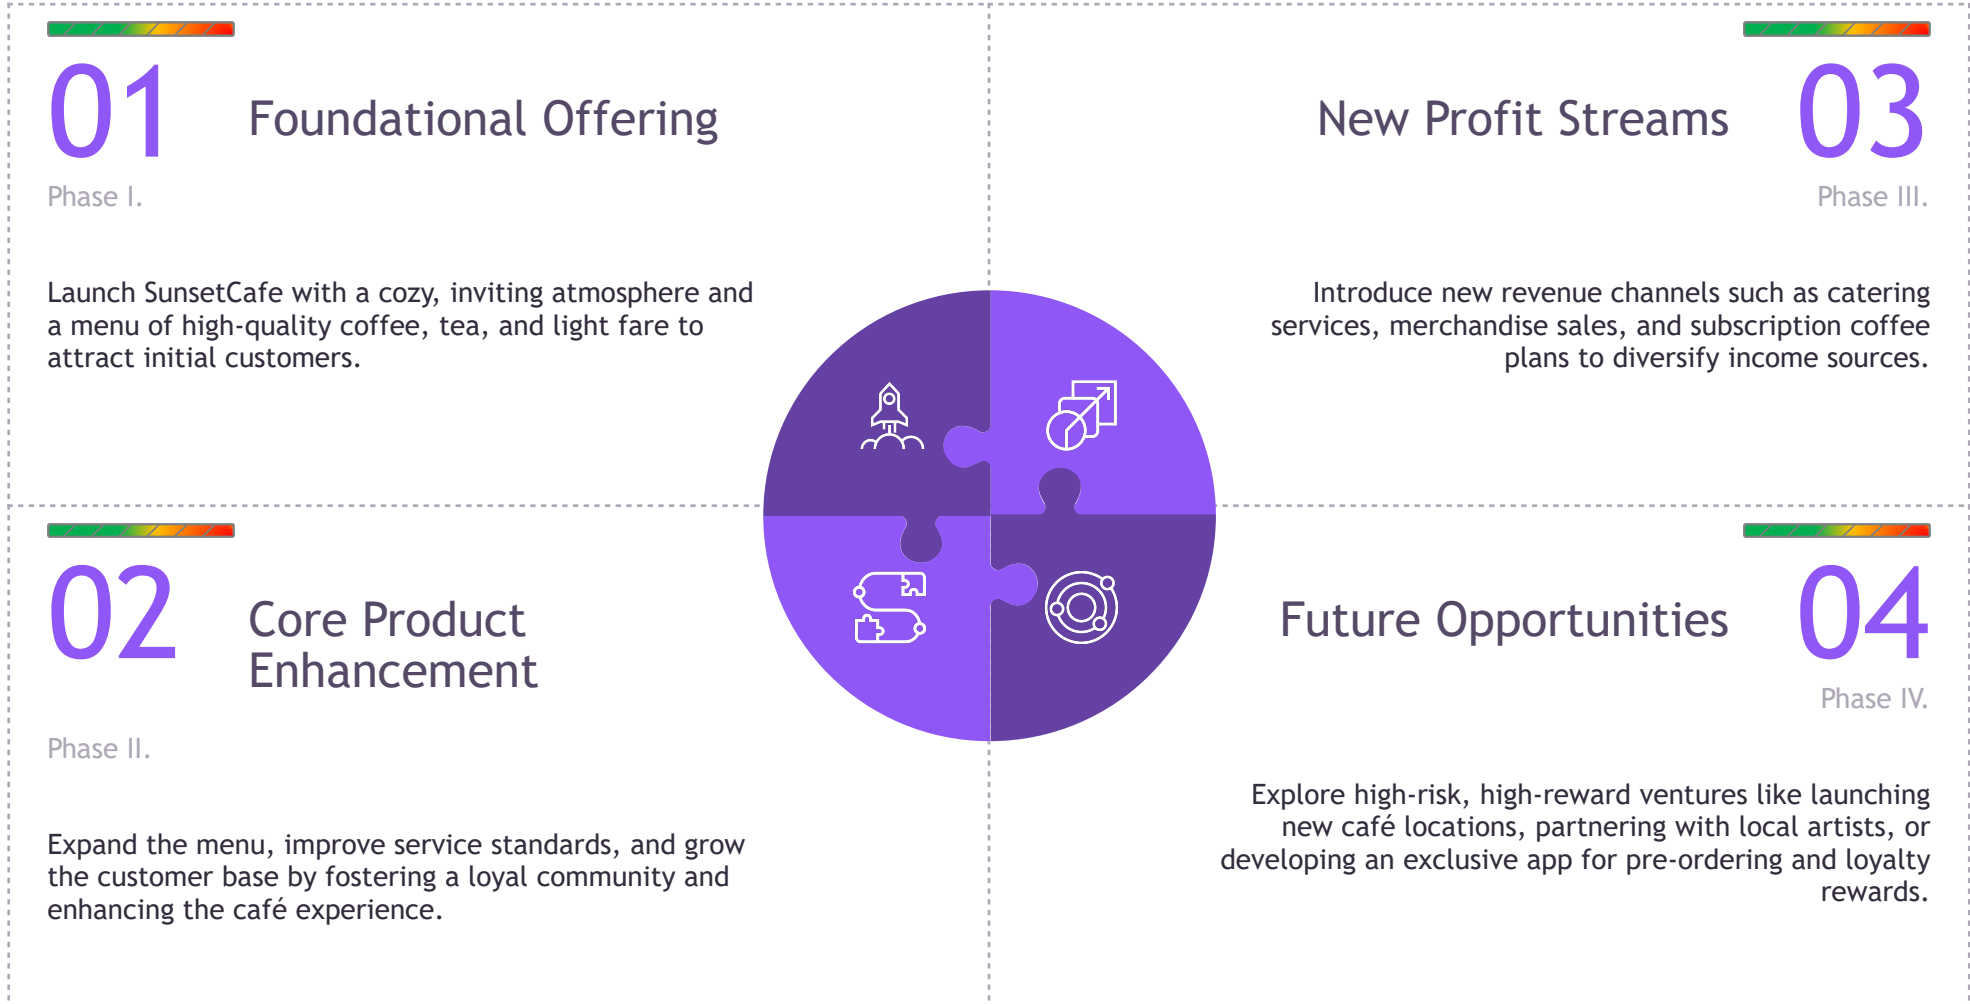 01
Foundational Offering
Phase I.
Launch SunsetCafe with a cozy, inviting atmosphere and
a menu of high-quality coffee, tea, and light fare to
attract initial customers.
02
Core Product
Enhancement
Phase II.
Expand the menu, improve service standards, and grow
the customer base by fostering a loyal community and
enhancing the café experience.
New Profit Streams
03
Phase III.
Introduce new revenue channels such as catering
services, merchandise sales, and subscription coffee
plans to diversify income sources.
Future Opportunities
04
Phase IV.
Explore high-risk, high-reward ventures like launching
new café locations, partnering with local artists, or
developing an exclusive app for pre-ordering and loyalty
rewards.